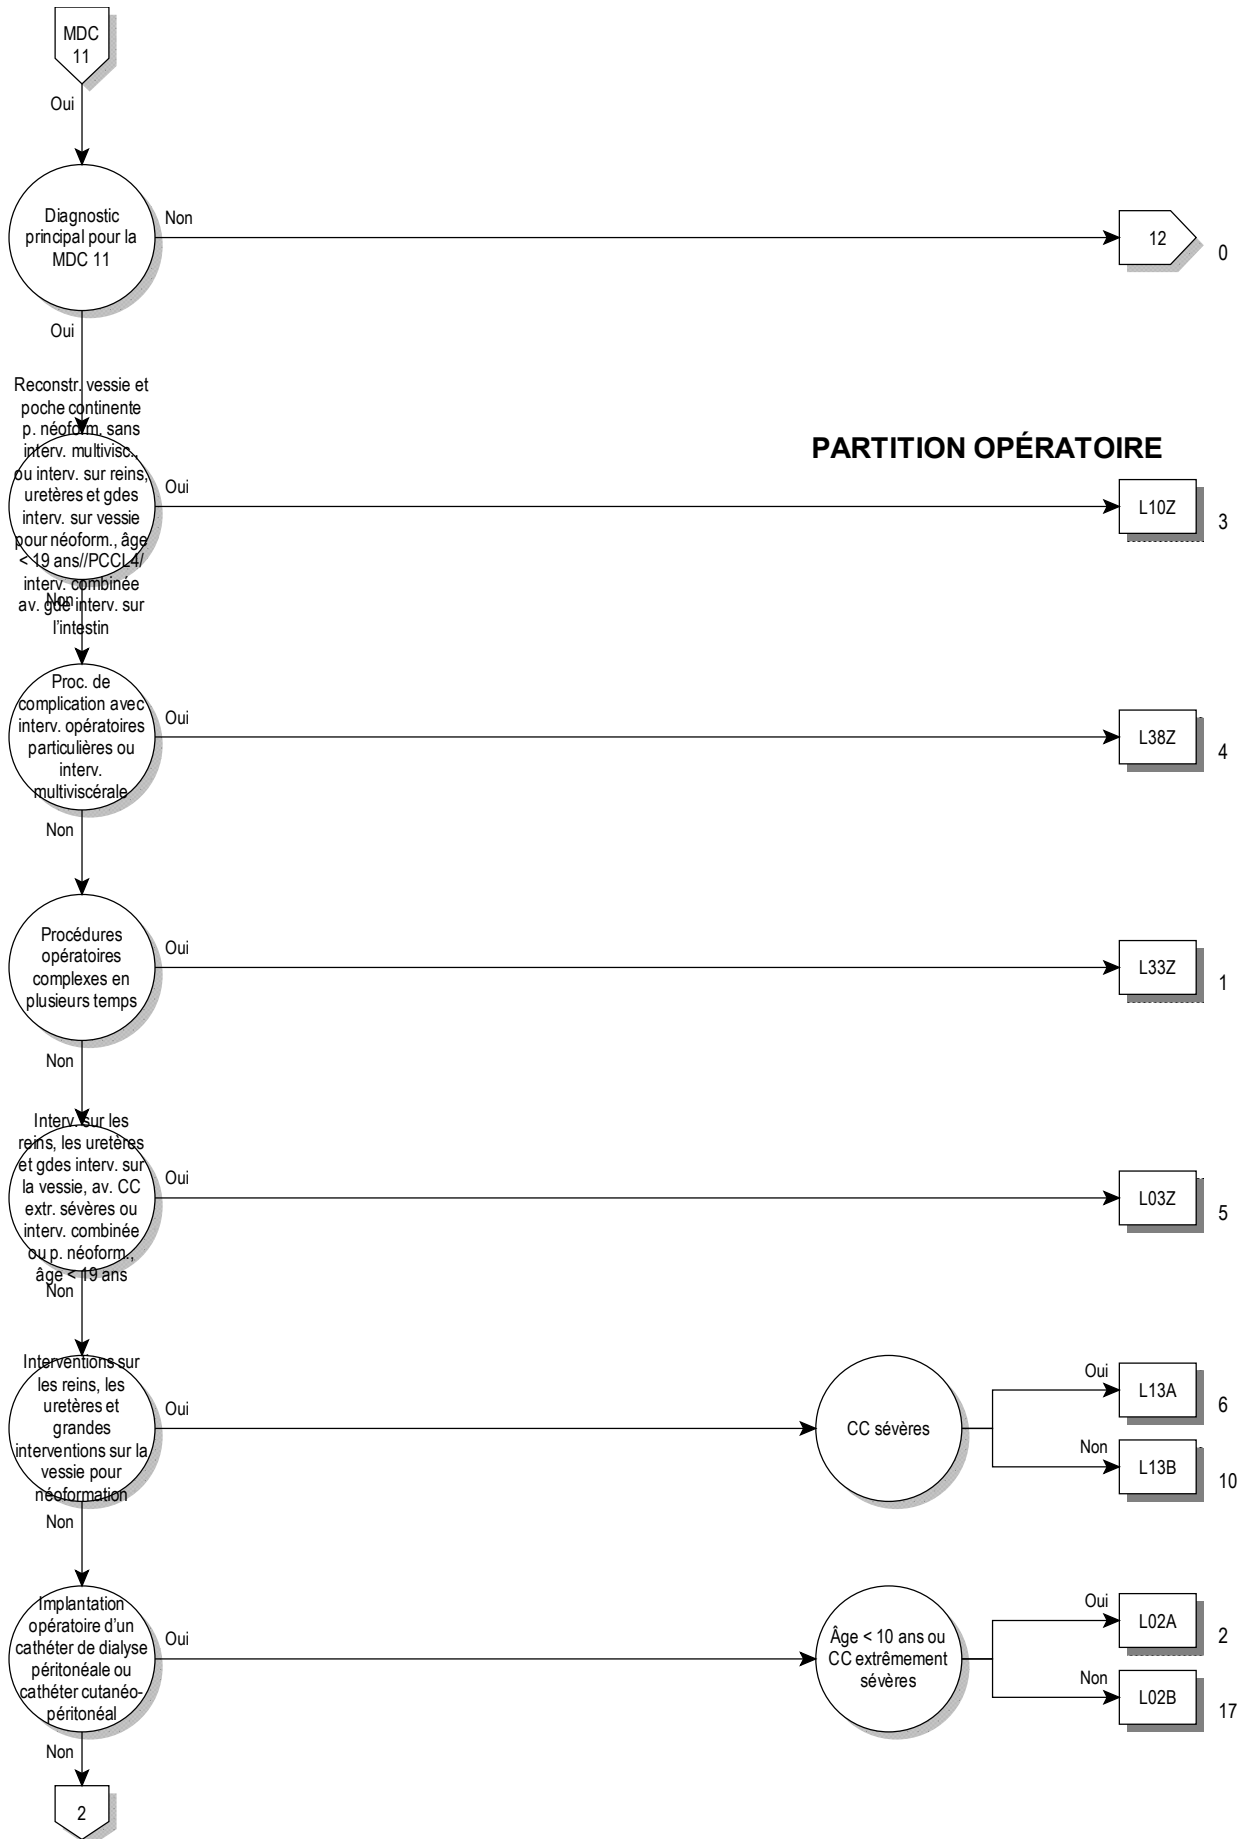 MDC
11
Oui
Diagnostic
principal pour la
MDC 11
Non
12
0
Oui
Reconstr. vessie et
poche continente
p. néoform. sans
interv. multivisc.,
ou interv. sur reins,
uretères et gdes
interv. sur vessie
pour néoform., âge
< 19 ans//PCCL4/
interv. combinée
av. gde interv. sur
l'intestin
Oui
PARTITION OPÉRATOIRE
L10Z
3
Non
Proc. de
complication avec
interv. opératoires
particulières ou
interv.
multiviscérale
Oui
L38Z
4
Non
Procédures
opératoires
complexes en
plusieurs temps
Oui
L33Z
1
Non
Interv. sur les
reins, les uretères
et gdes interv. sur
la vessie, av. CC
extr. sévères ou
interv. combinée
ou p. néoform.,
âge < 19 ans
Oui
L03Z
5
Non
Interventions sur
les reins, les
uretères et
grandes
interventions sur la
vessie pour
néoformation
Oui
CC sévères
Oui
L13A
6
Non
L13B
10
Non
Implantation
opératoire d'un
cathéter de dialyse
péritonéale ou
cathéter cutanéo-
péritonéal
Oui
Âge < 10 ans ou
CC extrêmement
sévères
Oui
L02A
2
Non
L02B
17
Non
2